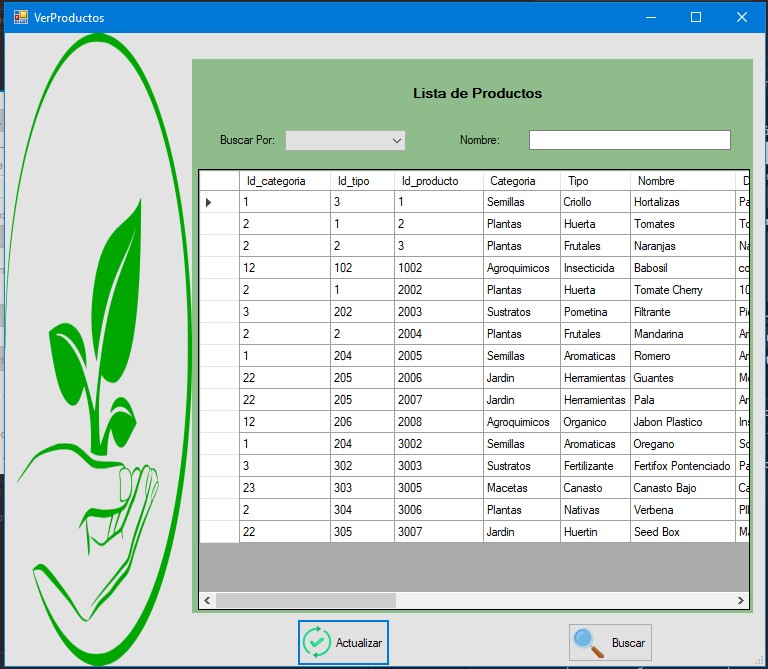 VerProductos
Lista de Productos
Buscar Por: Nombre:
Id_categoria Id_tipo Id_producto Categoria Tipo Nombre D
1 3 1 Semillas Criollo Hortalizas Pa
2 1 2 Plantas Huerta Tomates To
2 2 3 Plantas Frutales Naranjas Na
12 102 1002 Agroquimicos Insecticida Babosil co
2 1 2002 Plantas Huerta Tomate Cherry 10
3 202 2003 Sustratos Pometina Filtrante Pie
2 2 2004 Plantas Frutales Mandarina Ar
1 204 2005 Semillas Aromaticas Romero Ar
22 205 2006 Jardin Herramientas Guantes Me
22 205 2007 Jardin Herramientas Pala Ar
12 206 2008 Agroquimicos Organico Jabon Plastico Ins
1 204 3002 Semillas Aromaticas Oregano So
3 302 3003 Sustratos Fertilizante Fertifox Pontenciado Pa
23 303 3005 Macetas Canasto Canasto Bajo Ca
2 304 3006 Plantas Nativas Verbena Pll
22 305 3007 Jardin Huertin Seed Box Ma
Actualizar Buscar